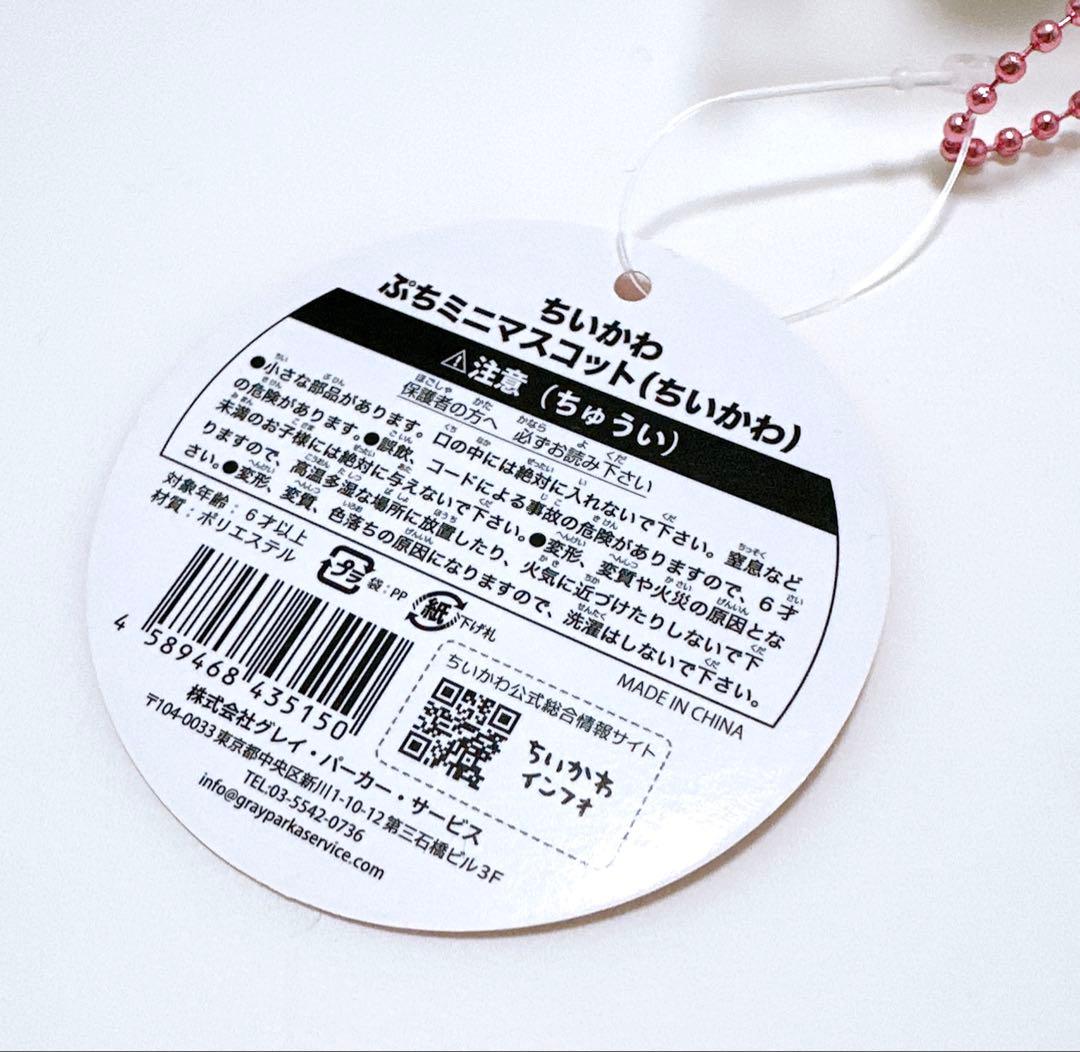 ちいかわ
ぷちミニマスコット(ちいかわ)
⚠注意(ちゅうい)
保護者の方へ 必ずお読み下さい
●小さな部品があります。口の中には絶対に入れないで下さい。窒息など
の危険があります。●誤飲、コードによる事故の危険がありますので、6才
未満のお子様には絶対に与えないで下さい。●変形、変質や火災の原因とな
りますので、高温多湿な場所に放置したり、火気に近づけたりしないで下
さい。●変形、変質、色落ちの原因になりますので、洗濯はしないで下さい。
対象年齢:6才以上
材質:ポリエステル
MADE IN CHINA
プラ 袋:PP 紙 下げ札
4 589468 435150
ちいかわ公式総合情報サイト
ちいかわ
インフォ
株式会社グレイ・パーカー・サービス
〒104-0033 東京都中央区新川1-10-12 第三石橋ビル3F
TEL:03-5542-0736
info@grayparkaservice.com